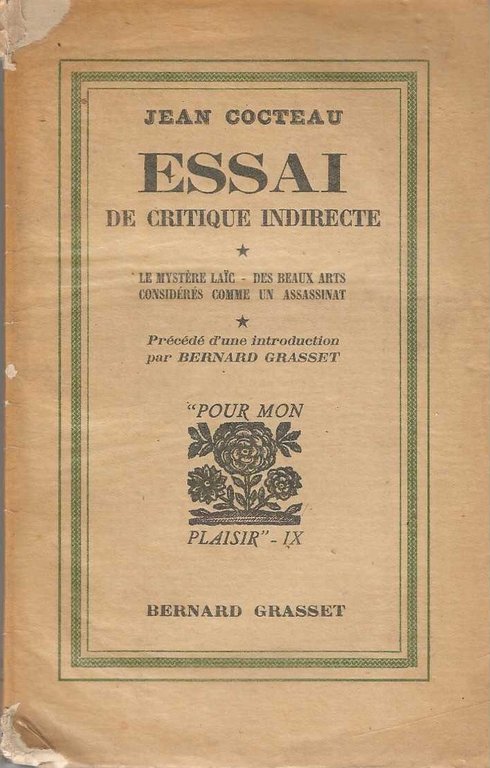 JEAN COCTEAU
ESSAI
DE CRITIQUE INDIRECTE
★
LE MYSTÈRE LAÏC - DES BEAUX ARTS
CONSIDÉRÉS COMME UN ASSASSINAT
★
Précédé d'une introduction
par BERNARD GRASSET
"POUR MON
PLAISIR" - IX
BERNARD GRASSET